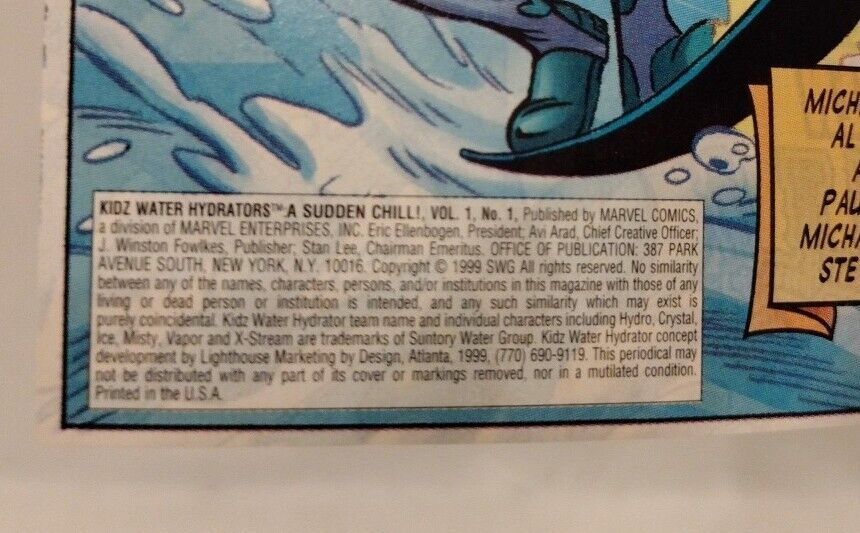 KIDZ WATER HYDRATORS™:A SUDDEN CHILL!, VOL. 1, No. 1, Published by MARVEL COMICS,
a division of MARVEL ENTERPRISES, INC. Eric Ellenbogen, President; Avi Arad, Chief Creative Officer;
J. Winston Fowlkes, Publisher; Stan Lee, Chairman Emeritus. OFFICE OF PUBLICATION: 387 PARK
AVENUE SOUTH, NEW YORK, N.Y. 10016. Copyright © 1999 SWG All rights reserved. No similarity
between any of the names, characters, persons, and/or institutions in this magazine with those of any
living or dead person or institution is intended, and any such similarity which may exist is
purely coincidental. Kidz Water Hydrator team name and individual characters including Hydro, Crystal,
Ice, Misty, Vapor and X-Stream are trademarks of Suntory Water Group. Kidz Water Hydrator concept
development by Lighthouse Marketing by Design, Atlanta, 1999, (770) 690-9119. This periodical may
not be distributed with any part of its cover or markings removed, nor in a mutilated condition.
Printed in the U.S.A.
MICH
AL
A
PAU
MICHA
STE